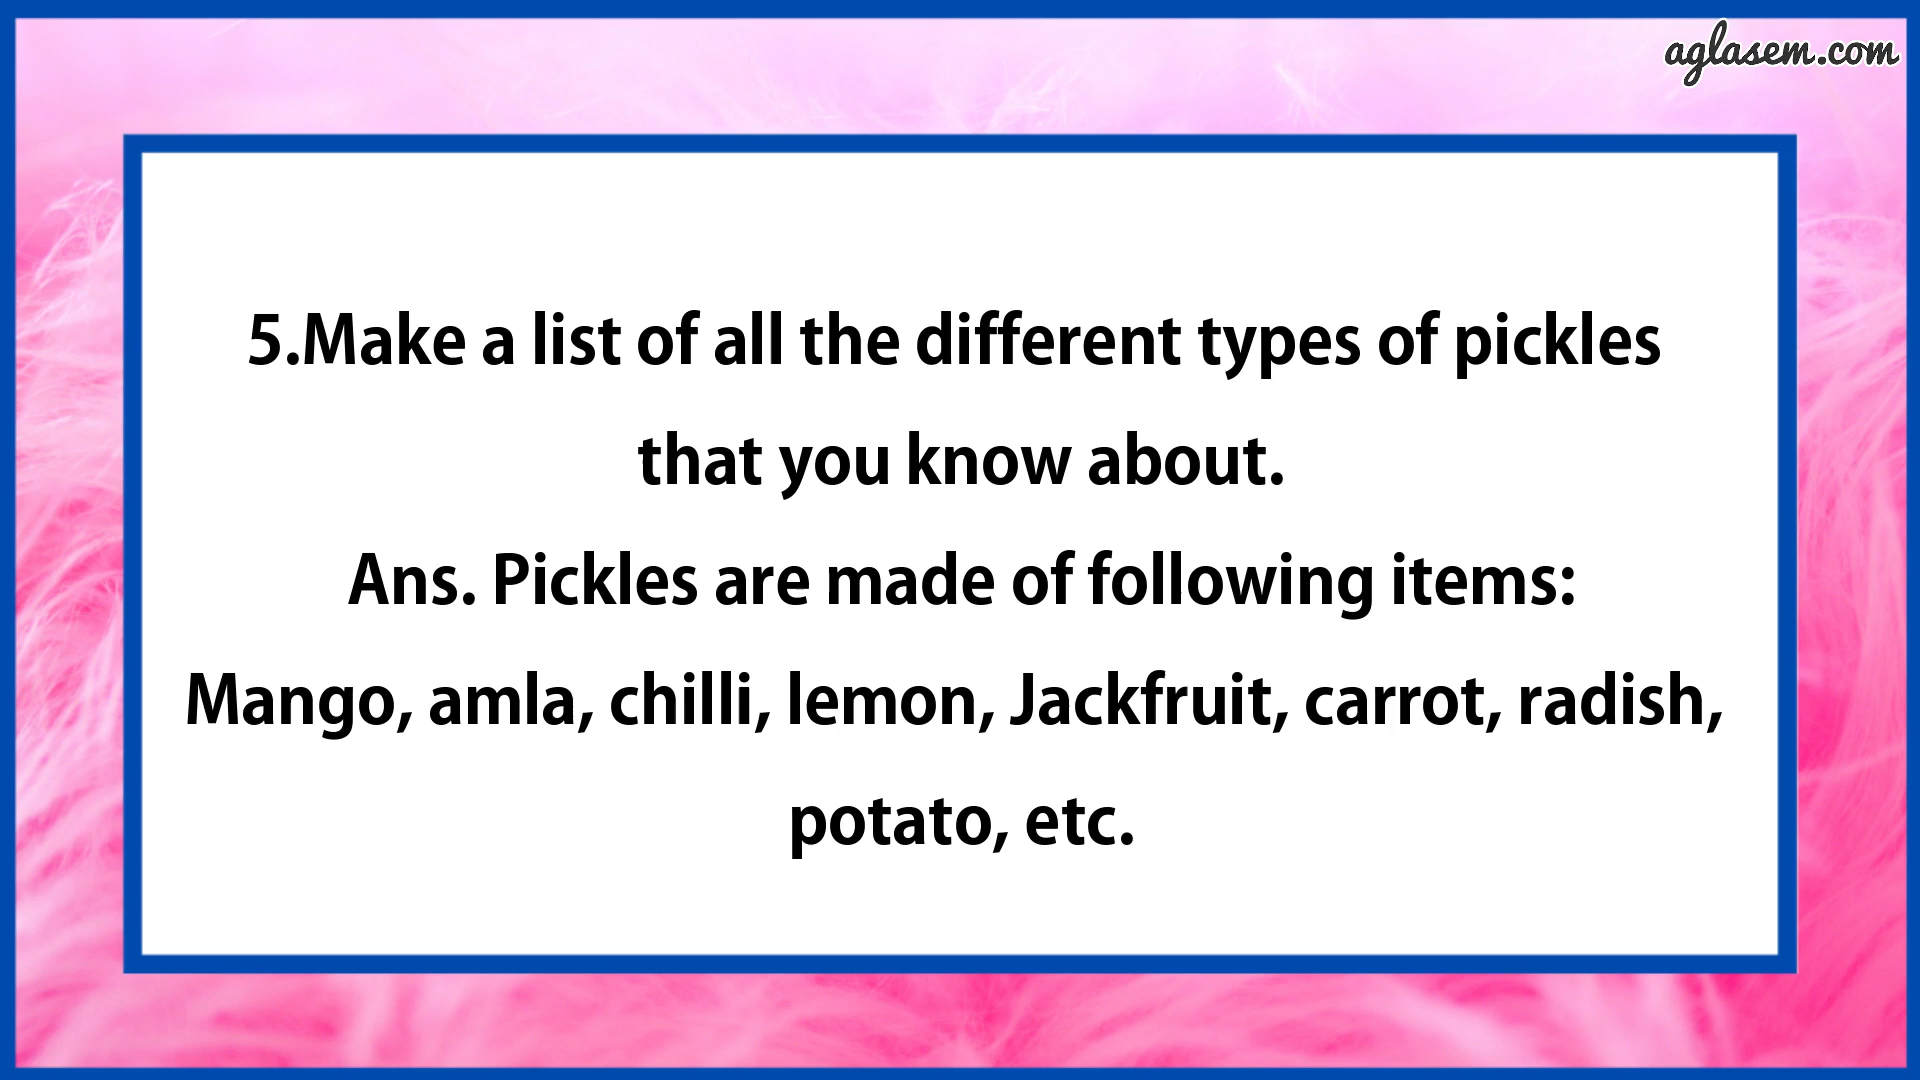 aglasem.com
5.Make a list of all the different types of pickles
that you know about.
Ans. Pickles are made of following items:
Mango, amla, chilli, lemon, Jackfruit, carrot, radish,
potato, etc.